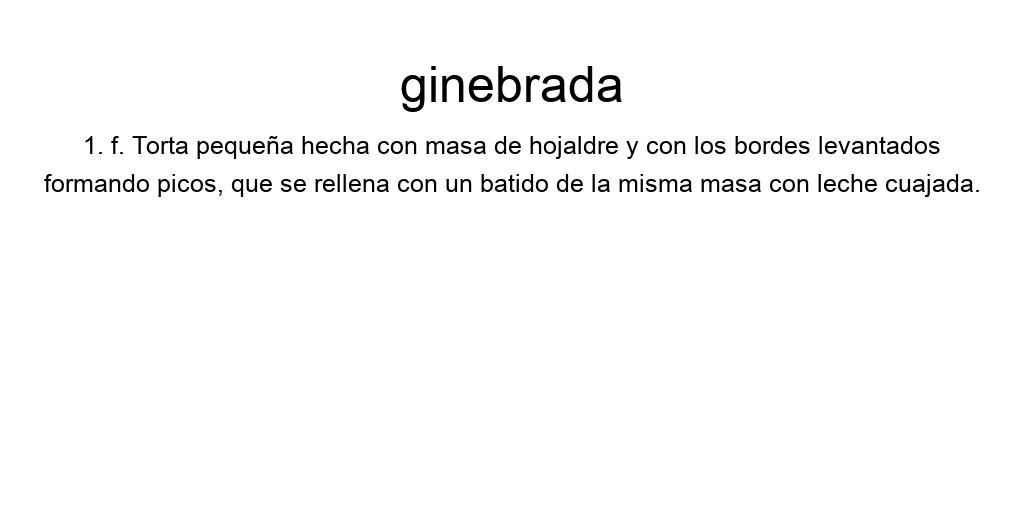 ginebrada
1. f. Torta pequeña hecha con masa de hojaldre y con los bordes levantados
formando picos, que se rellena con un batido de la misma masa con leche cuajada.